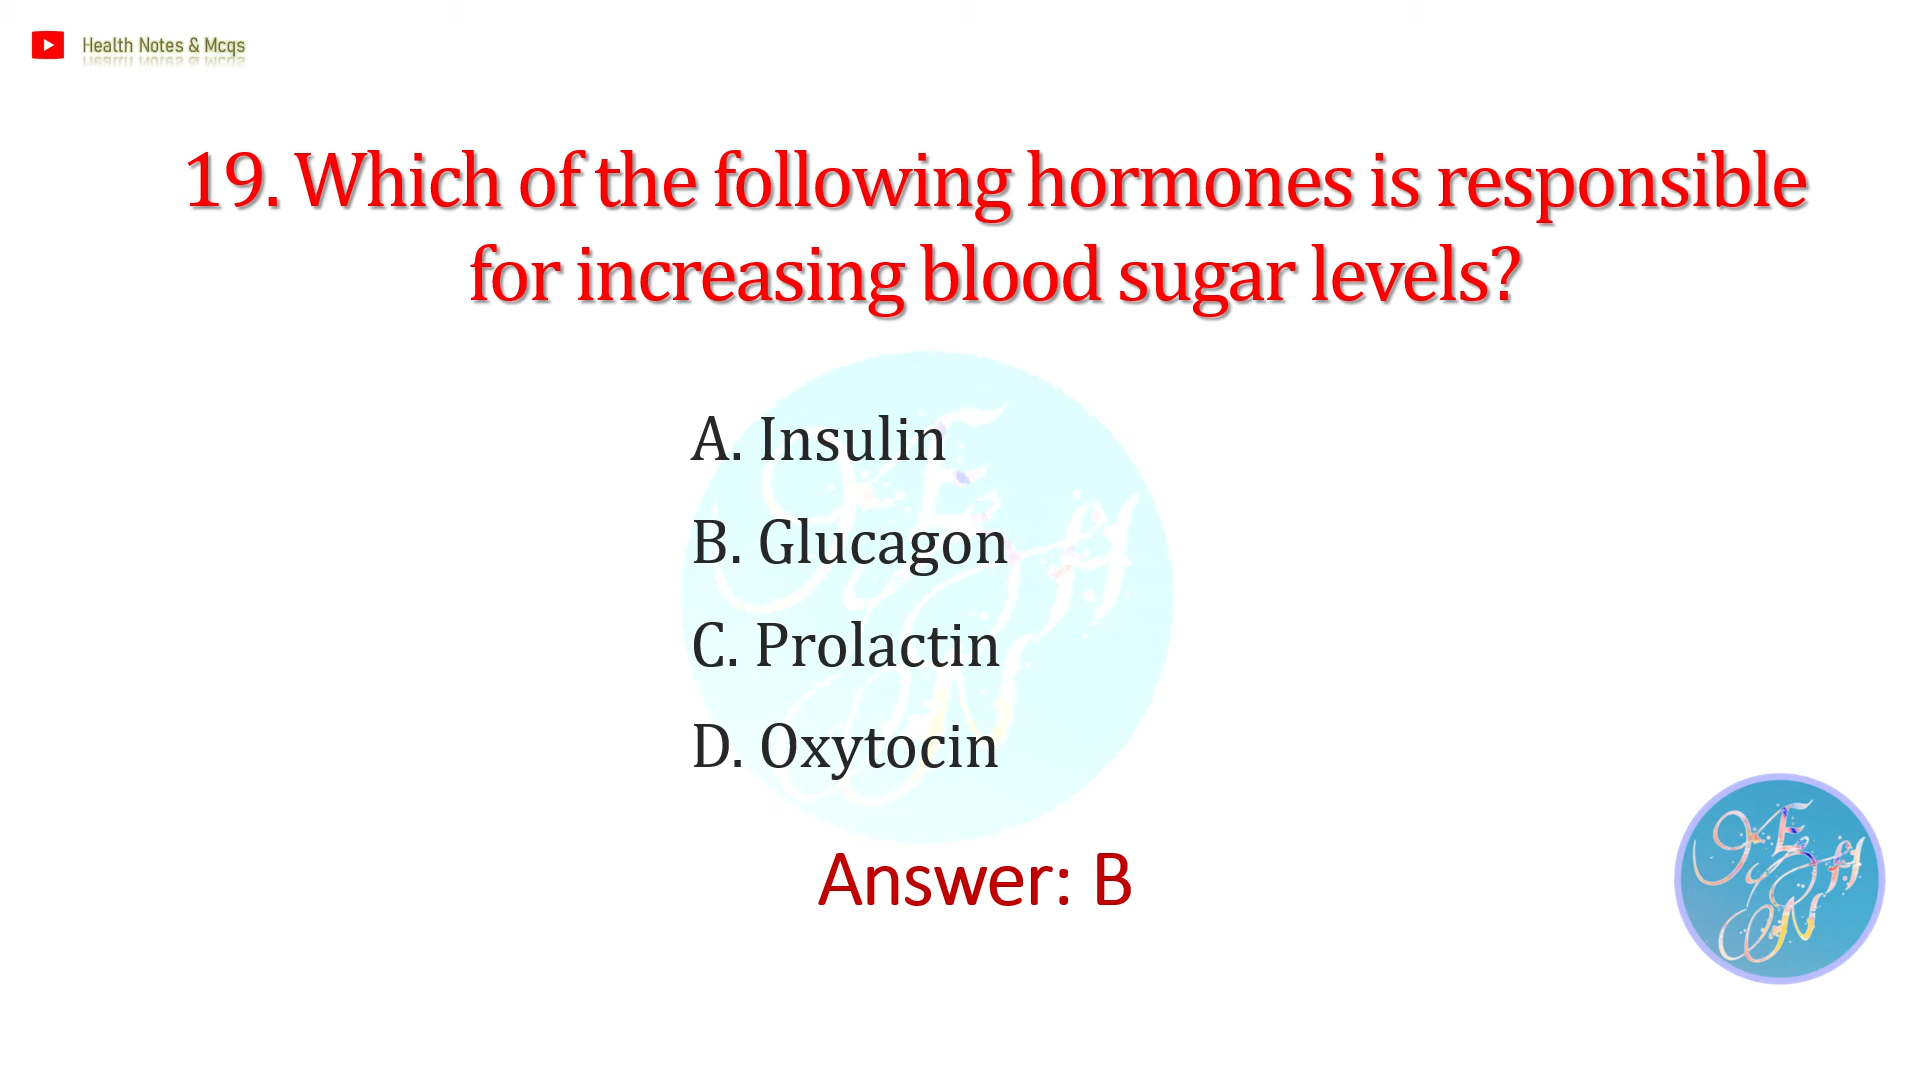 Health Notes & Mcqs
19. Which of the following hormones is responsible
for increasing blood sugar levels?
A. Insulin
B. Glucagon
C. Prolactin
D. Oxytocin
Answer: B